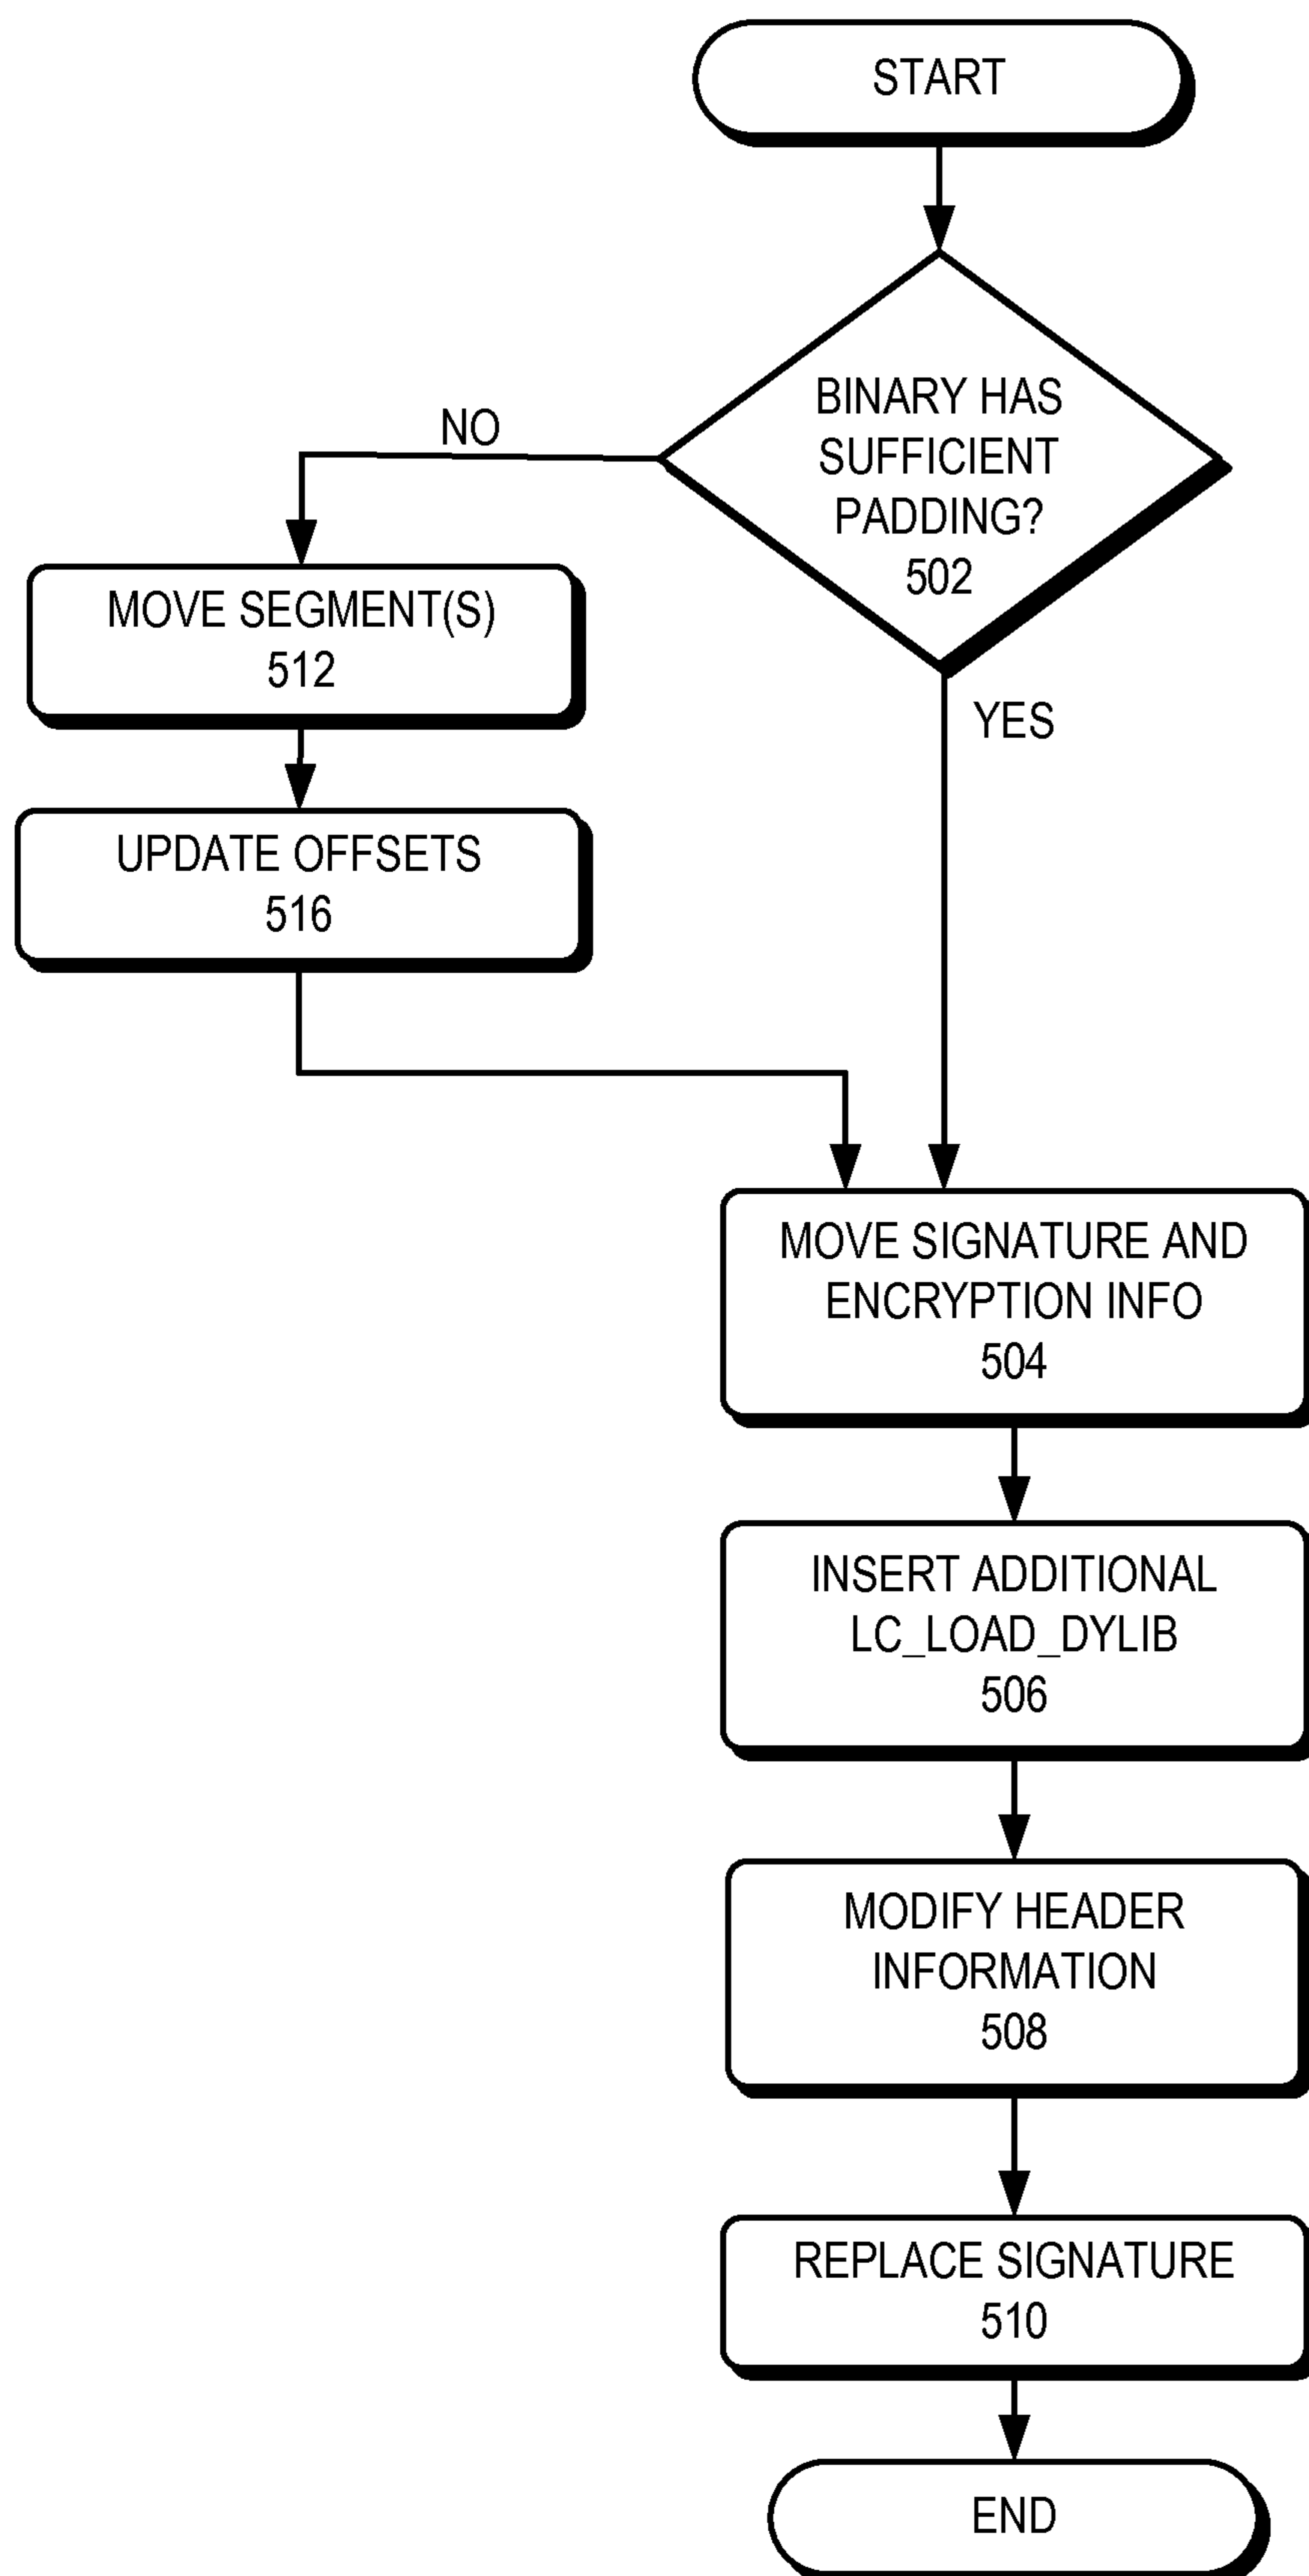 START
BINARY HAS
SUFFICIENT
PADDING?
502
NO
YES
MOVE SEGMENT(S)
512
UPDATE OFFSETS
516
MOVE SIGNATURE AND
ENCRYPTION INFO
504
INSERT ADDITIONAL
LC_LOAD_DYLIB
506
MODIFY HEADER
INFORMATION
508
REPLACE SIGNATURE
510
END